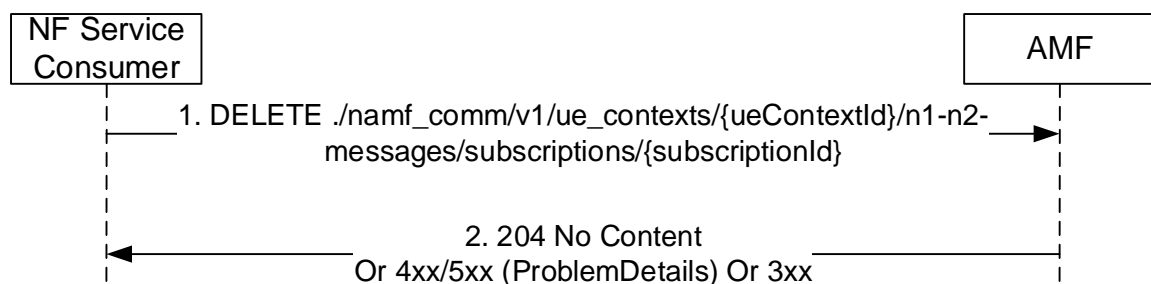 NF Service
Consumer
AMF
1. DELETE ./namf_comm/v1/ue_contexts/{ueContextId}/n1-n2-
messages/subscriptions/{subscriptionId}
2. 204 No Content
Or 4xx/5xx (ProblemDetails) Or 3xx